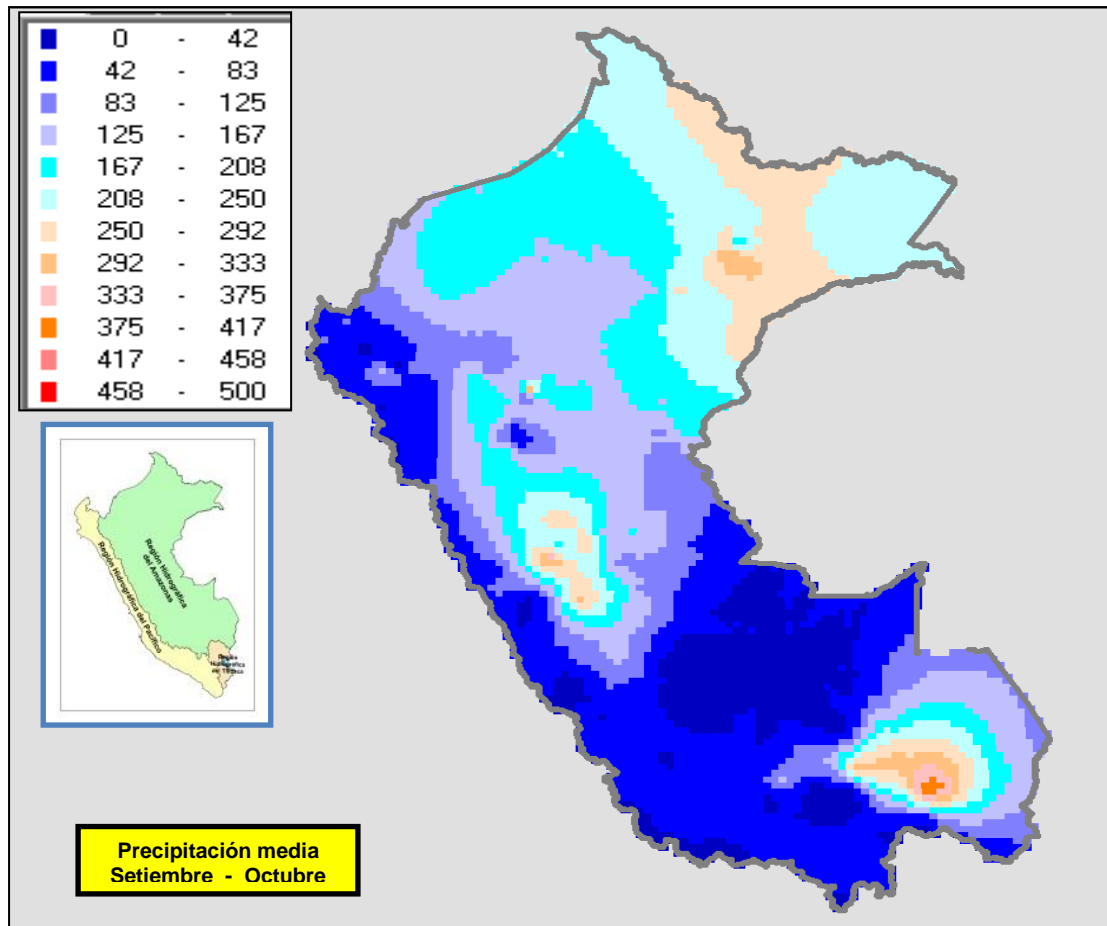 0 - 42
42 - 83
83 - 125
125 - 167
167 - 208
208 - 250
250 - 292
292 - 333
333 - 375
375 - 417
417 - 458
458 - 500
Región Hidrográfica
del Amazonas
Región Hidrográfica del Pacífico
Región
Hidrográfica
Precipitación media
Setiembre - Octubre